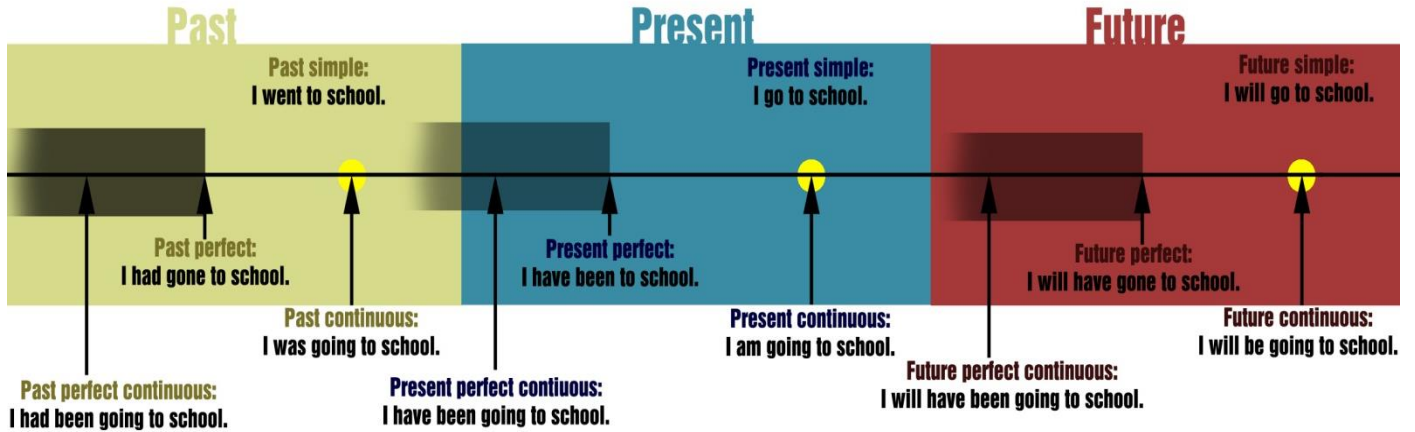 Past
Present
Future
Past simple:
I went to school.
Present simple:
I go to school.
Future simple:
I will go to school.
Past perfect:
I had gone to school.
Present perfect:
I have been to school.
Future perfect:
I will have gone to school.
Past continuous:
I was going to school.
Present continuous:
I am going to school.
Future continuous:
I will be going to school.
Past perfect continuous:
I had been going to school.
Present perfect contiuous:
I have been going to school.
Future perfect continuous:
I will have been going to school.